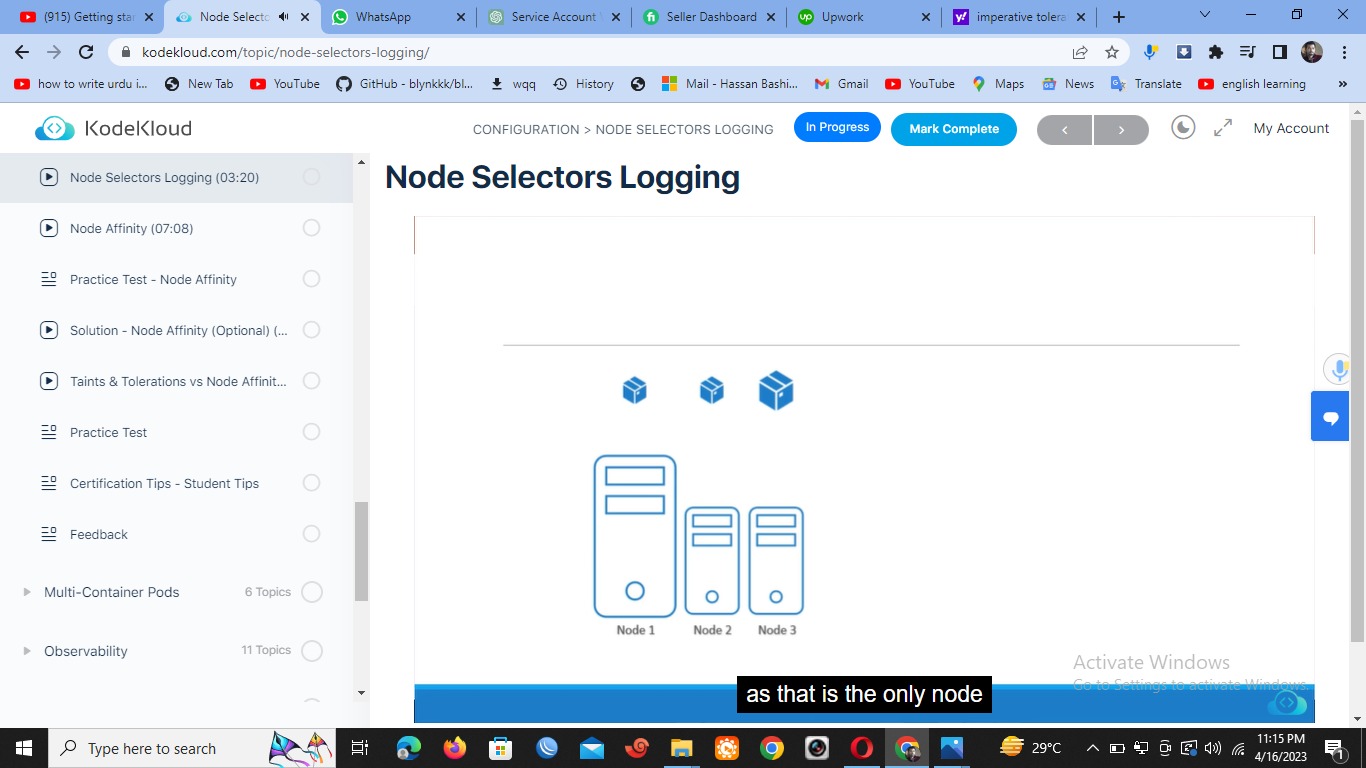 (915) Getting star
Node Selecto
WhatsApp
Service Account
Seller Dashboard
Upwork
imperative tolera
kodekloud.com/topic/node-selectors-logging/
how to write urdu i...
New Tab
YouTube
GitHub - blynkkk/bl...
wqq
History
Mail - Hassan Bashi...
Gmail
YouTube
Maps
News
Translate
english learning
»
KodeKloud
CONFIGURATION > NODE SELECTORS LOGGING
In Progress
Mark Complete
<
>
My Account
Node Selectors Logging (03:20)
Node Affinity (07:08)
Practice Test - Node Affinity
Solution - Node Affinity (Optional) (...
Taints & Tolerations vs Node Affinit...
Practice Test
Certification Tips - Student Tips
Feedback
Multi-Container Pods
6 Topics
Observability
11 Topics
Node Selectors Logging
Node 1
Node 2
Node 3
as that is the only node
Activate Windows
Go to Settings to activate Windows.
Type here to search
29°C
11:15 PM
4/16/2023
1